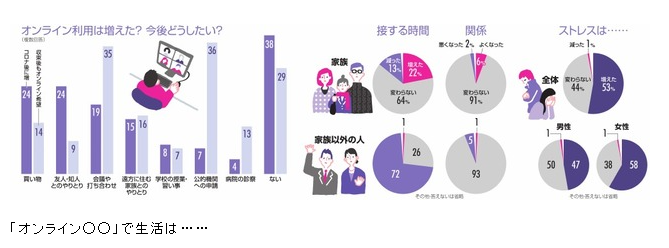 オンライン利用は増えた? 今後どうしたい?
(複数回答)
コロナ後に増
収束後もオンライン希望
24
14
24
9
19
35
15
16
8
7
7
36
4
13
38
29
買い物
友人・知人
とのやりとり
会議や
打ち合わせ
遠方に住む
家族との
やりとり
学校の授業・
習い事
公的機関
への申請
病院の診察
ない
接する時間
関係
家族
減った
13%
増えた
22%
変わらない
64%
悪くなった
2%
よくなった
6%
変わらない
91%
家族以外の人
1
26
72
1
5
93
その他・答えないは省略
ストレスは……
減った 1%
全体
変わらない
44%
増えた
53%
男性
1
50
47
女性
1
38
58
その他・答えないは省略
「オンライン〇〇」で生活は……